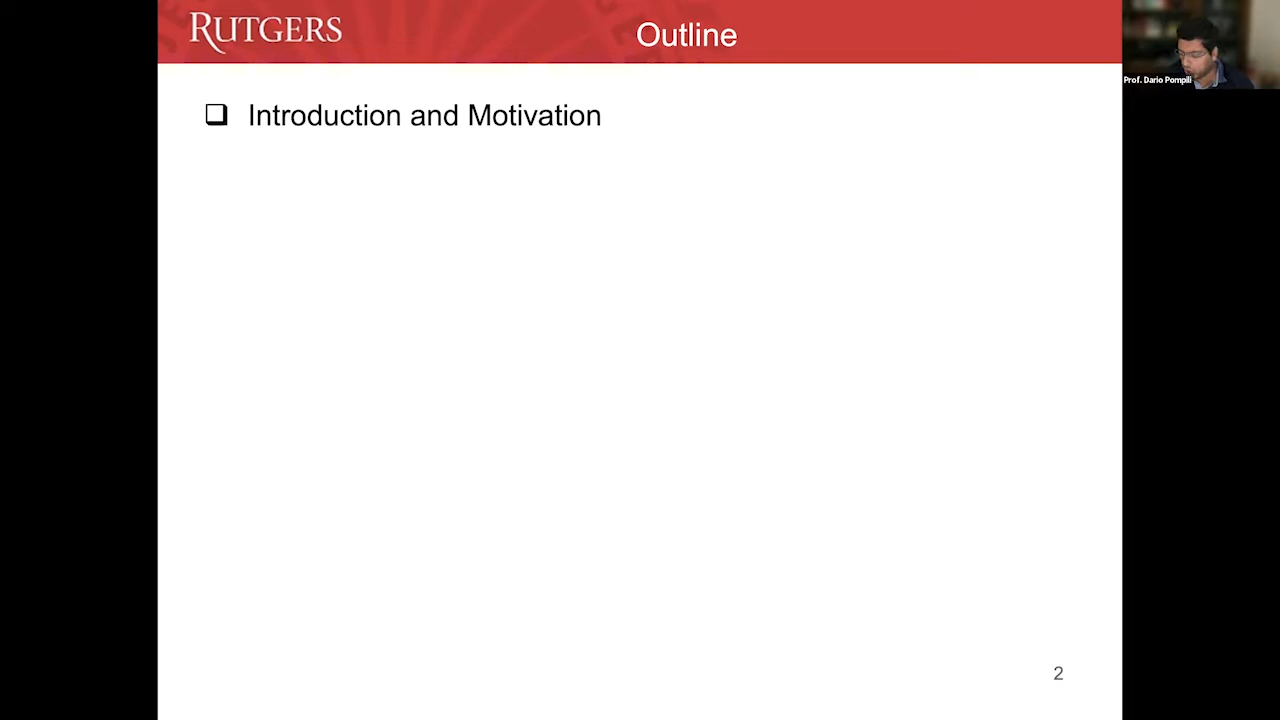 RUTGERS
Outline
Prof. Dario Pompili
❑ Introduction and Motivation
2